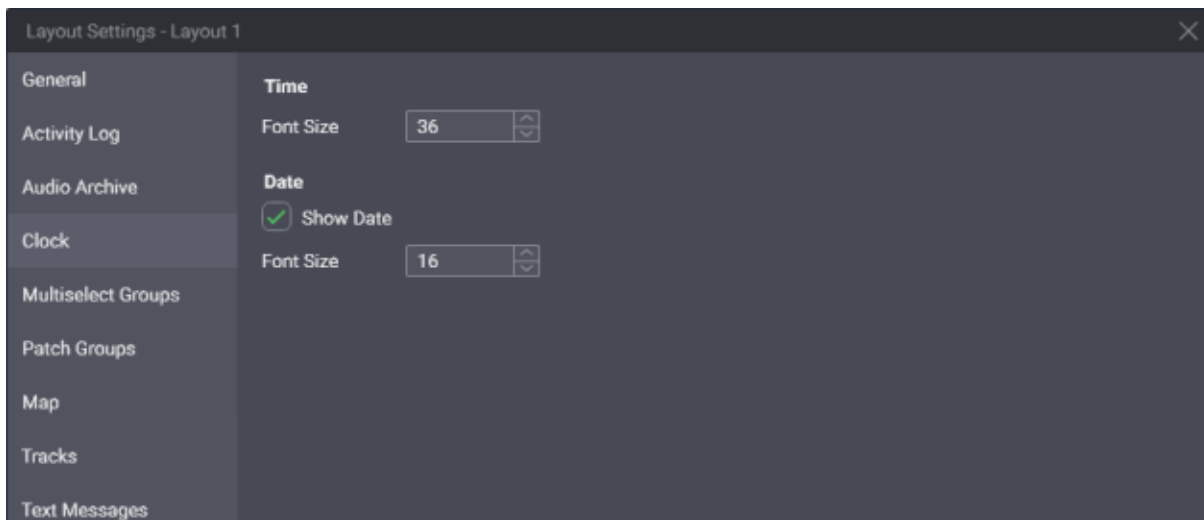 Layout Settings - Layout 1
General
Activity Log
Audio Archive
Clock
Multiselect Groups
Patch Groups
Map
Tracks
Text Messages
Time
Font Size 36
Date
Show Date
Font Size 16